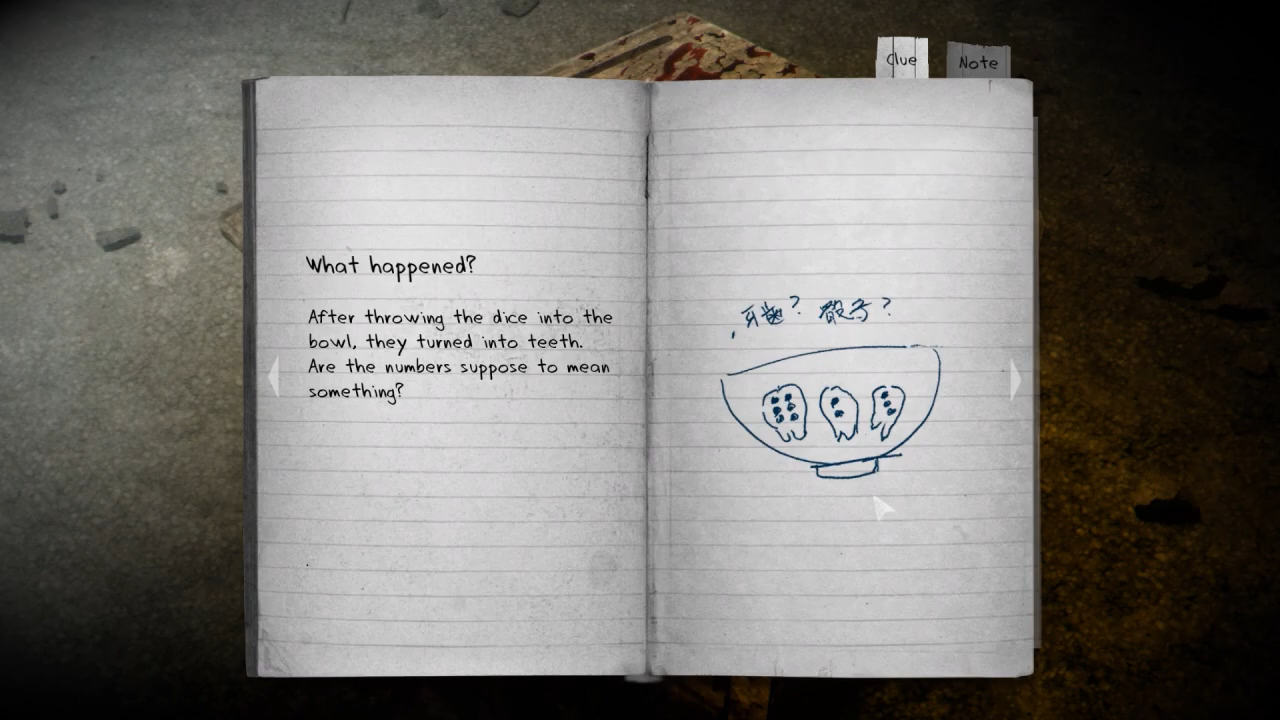 Clue
Note
What happened?
After throwing the dice into the
bowl, they turned into teeth.
Are the numbers suppose to mean
something?
牙齒? 骰子?